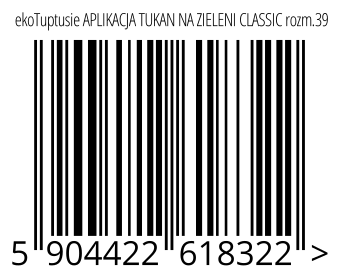 ekoTuptusie APLIKACJA TUKAN NA ZIELENI CLASSIC rozm.39
5 904422 618322 >